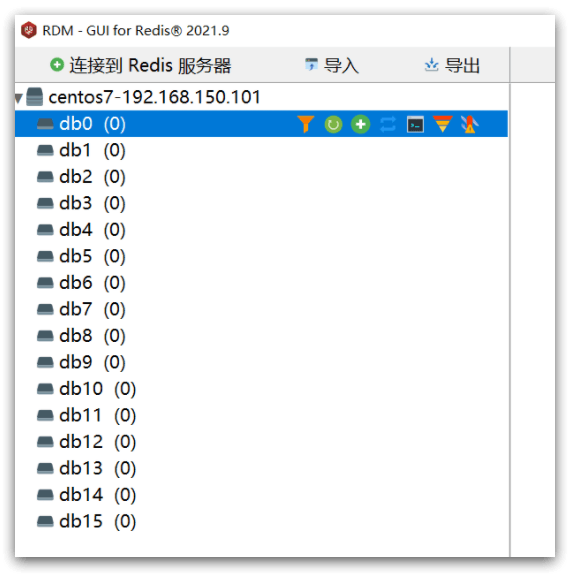 RDM - GUI for Redis® 2021.9
连接到 Redis 服务器 导入 导出
centos7-192.168.150.101
db0 (0)
db1 (0)
db2 (0)
db3 (0)
db4 (0)
db5 (0)
db6 (0)
db7 (0)
db8 (0)
db9 (0)
db10 (0)
db11 (0)
db12 (0)
db13 (0)
db14 (0)
db15 (0)